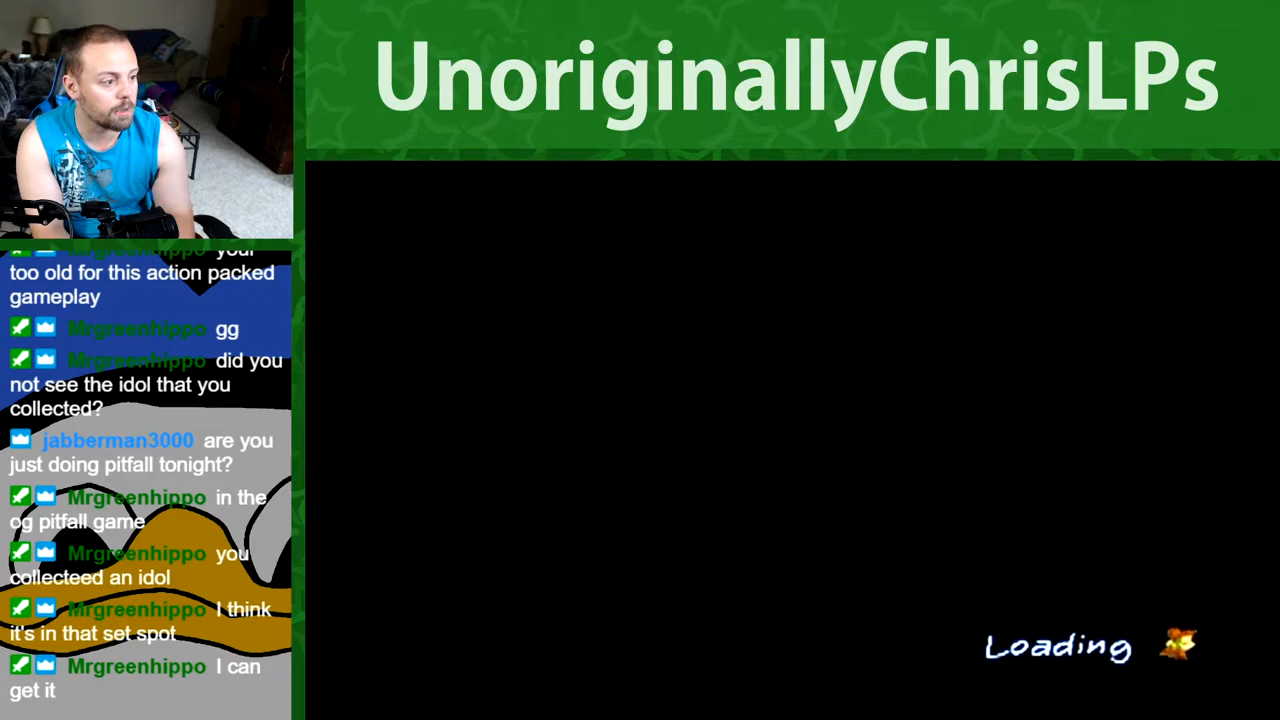 UnoriginallyChrisLPs
Mrgreenhippo your
too old for this action packed
gameplay
Mrgreenhippo gg
Mrgreenhippo did you
not see the idol that you
collected?
jabberman3000 are you
just doing pitfall tonight?
Mrgreenhippo in the
og pitfall game
Mrgreenhippo you
collecteed an idol
Mrgreenhippo I think
it's in that set spot
Mrgreenhippo I can
get it
Loading